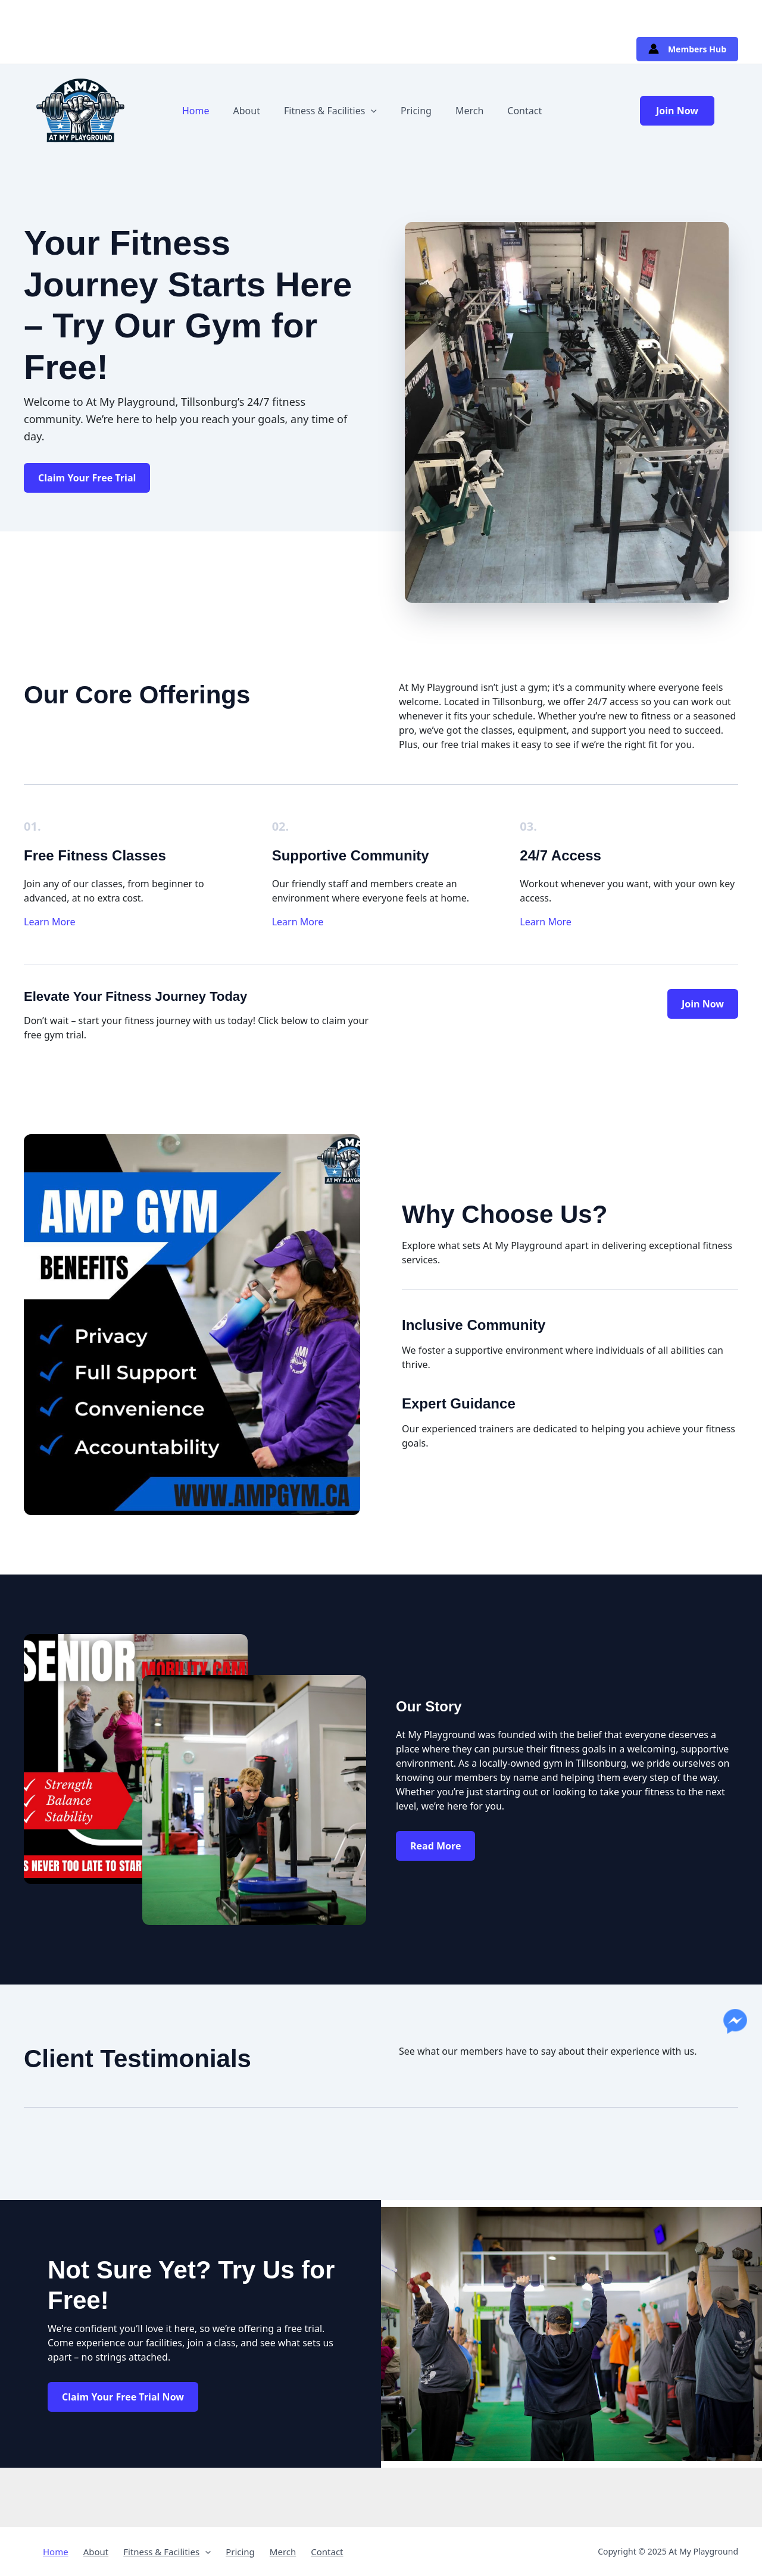 Members Hub
AMP
AT MY PLAYGROUND
Home
About
Fitness & Facilities
Pricing
Merch
Contact
Join Now
Your Fitness
Journey Starts Here
– Try Our Gym for
Free!
Welcome to At My Playground, Tillsonburg’s 24/7 fitness
community. We’re here to help you reach your goals, any time of
day.
Claim Your Free Trial
Our Core Offerings
At My Playground isn’t just a gym; it’s a community where everyone feels
welcome. Located in Tillsonburg, we offer 24/7 access so you can work out
whenever it fits your schedule. Whether you’re new to fitness or a seasoned
pro, we’ve got the classes, equipment, and support you need to succeed.
Plus, our free trial makes it easy to see if we’re the right fit for you.
01.
Free Fitness Classes
Join any of our classes, from beginner to
advanced, at no extra cost.
Learn More
02.
Supportive Community
Our friendly staff and members create an
environment where everyone feels at home.
Learn More
03.
24/7 Access
Workout whenever you want, with your own key
access.
Learn More
Elevate Your Fitness Journey Today
Don’t wait – start your fitness journey with us today! Click below to claim your
free gym trial.
Join Now
AMP GYM
BENEFITS
Privacy
Full Support
Convenience
Accountability
WWW.AMPGYM.CA
Why Choose Us?
Explore what sets At My Playground apart in delivering exceptional fitness
services.
Inclusive Community
We foster a supportive environment where individuals of all abilities can
thrive.
Expert Guidance
Our experienced trainers are dedicated to helping you achieve your fitness
goals.
SENIOR
Strength
Balance
Stability
S NEVER TOO LATE TO START
Our Story
At My Playground was founded with the belief that everyone deserves a
place where they can pursue their fitness goals in a welcoming, supportive
environment. As a locally-owned gym in Tillsonburg, we pride ourselves on
knowing our members by name and helping them every step of the way.
Whether you’re just starting out or looking to take your fitness to the next
level, we’re here for you.
Read More
Client Testimonials
See what our members have to say about their experience with us.
Not Sure Yet? Try Us for
Free!
We’re confident you’ll love it here, so we’re offering a free trial.
Come experience our facilities, join a class, and see what sets us
apart – no strings attached.
Claim Your Free Trial Now
Home
About
Fitness & Facilities
Pricing
Merch
Contact
Copyright © 2025 At My Playground